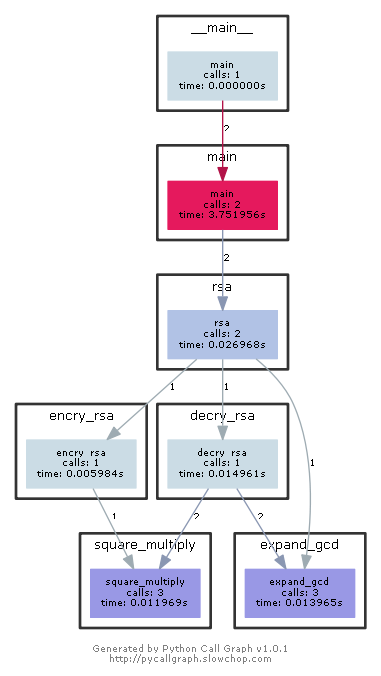 __main__
main
calls: 1
time: 0.000000s
2
main
main
calls: 2
time: 3.751956s
2
rsa
rsa
calls: 2
time: 0.026968s
1
1
1
encry_rsa
encry_rsa
calls: 1
time: 0.005984s
decry_rsa
decry_rsa
calls: 1
time: 0.014961s
1
2
2
square_multiply
square_multiply
calls: 3
time: 0.011969s
expand_gcd
expand_gcd
calls: 3
time: 0.013965s
Generated by Python Call Graph v1.0.1
http://pycallgraph.slowchop.com